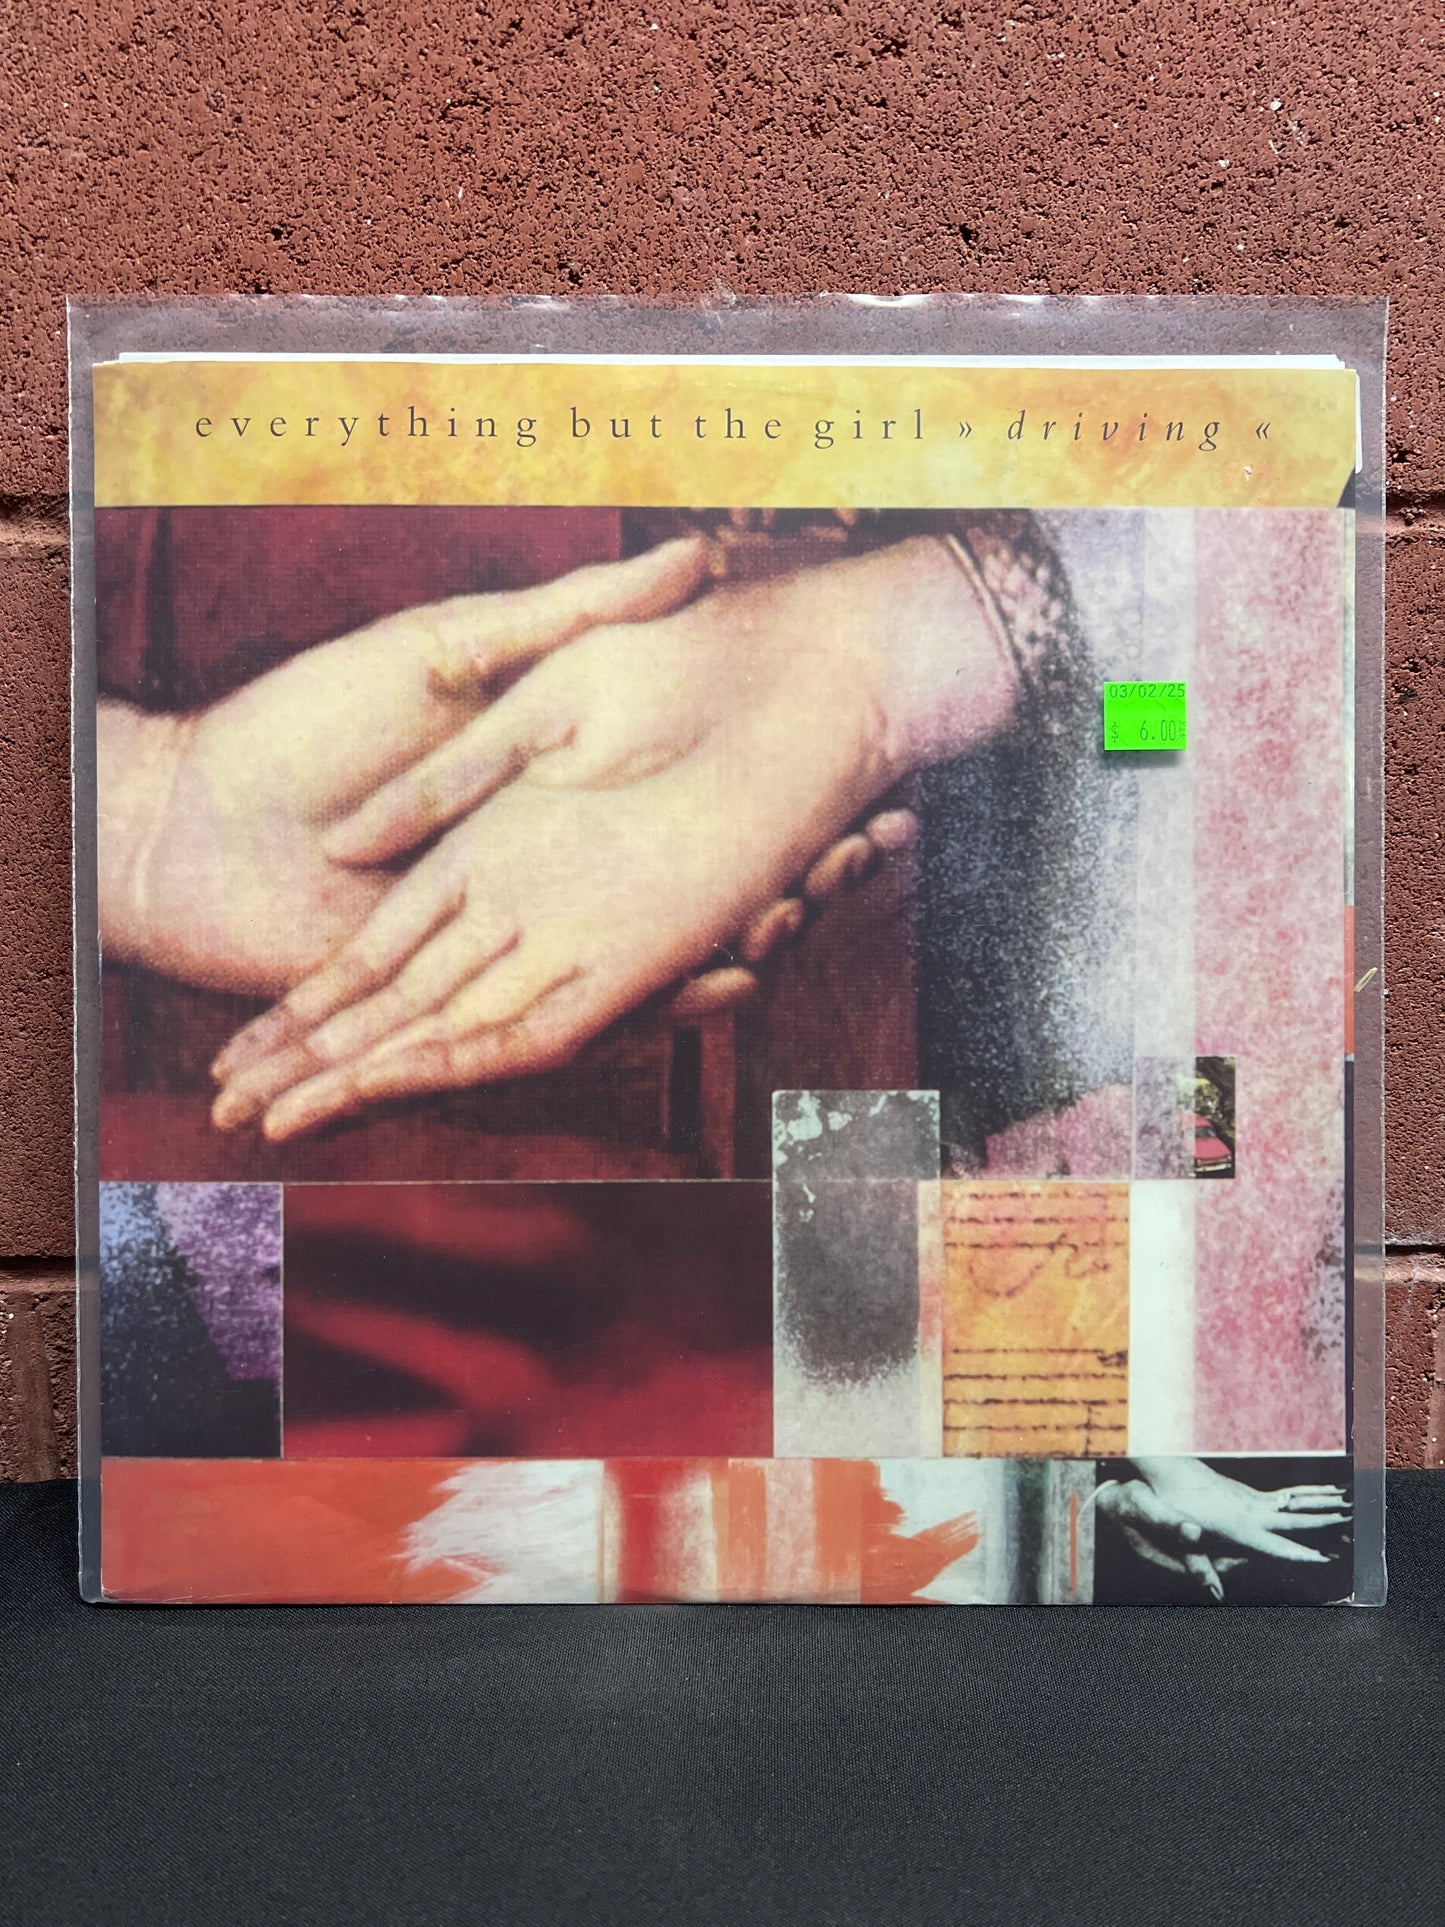 everything but the girl » driving «
03/02/25
$ 6.00